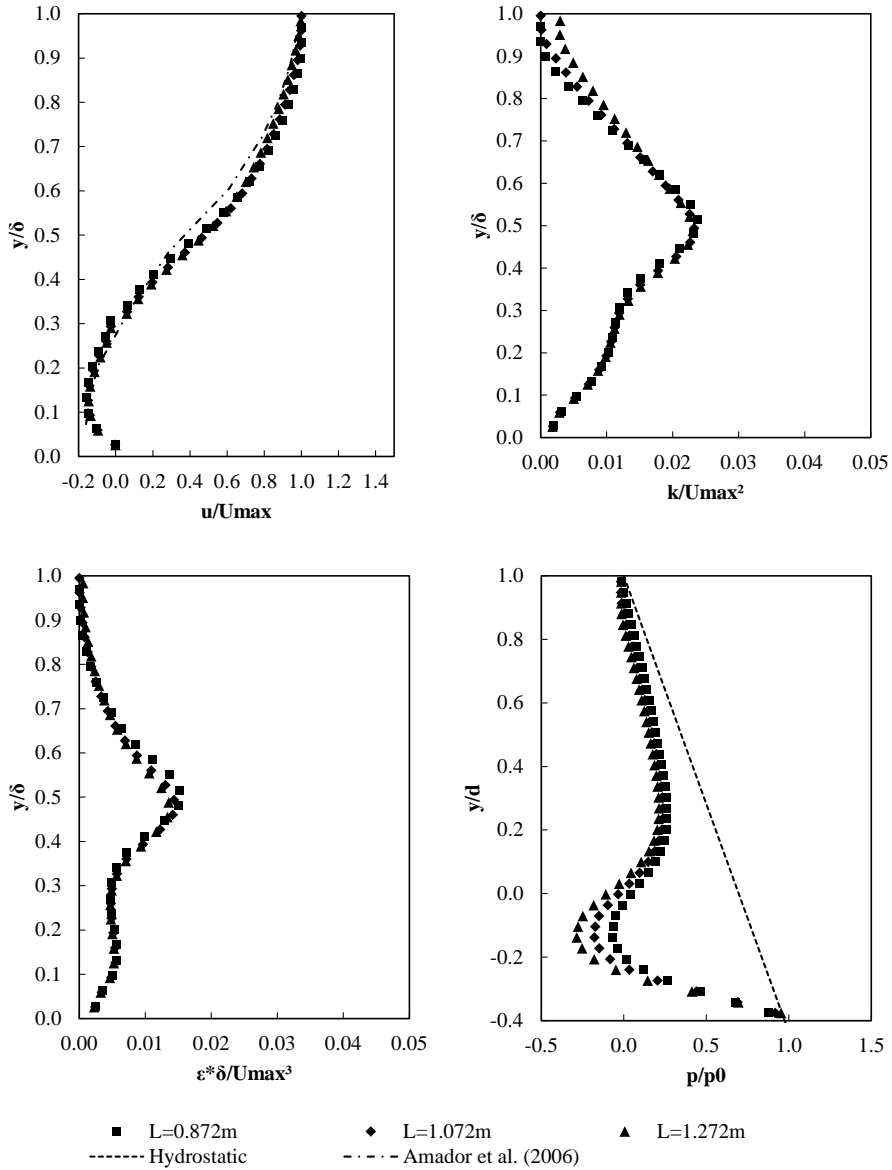 1.0
0.9
0.8
0.7
0.6
0.5
0.4
0.3
0.2
0.1
0.0
y/δ
-0.2 0.0 0.2 0.4 0.6 0.8 1.0 1.2 1.4
u/Umax
1.0
0.9
0.8
0.7
0.6
0.5
0.4
0.3
0.2
0.1
0.0
y/δ
0.00 0.01 0.02 0.03 0.04 0.05
k/Umax²
1.0
0.9
0.8
0.7
0.6
0.5
0.4
0.3
0.2
0.1
0.0
y/δ
0.00 0.01 0.02 0.03 0.04 0.05
ε*δ/Umax³
1.0
0.8
0.6
0.4
0.2
0.0
-0.2
-0.4
y/d
-0.5 0.0 0.5 1.0 1.5
p/p0
L=0.872m L=1.072m L=1.272m
Hydrostatic Amador et al. (2006)